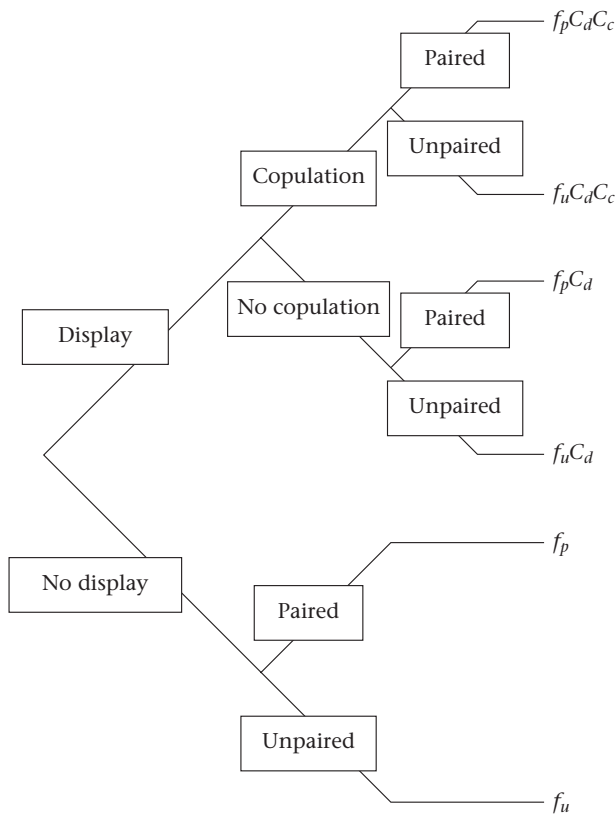 f_pC_dC_c
Paired
Unpaired
Copulation
f_uC_dC_c
f_pC_d
No copulation
Paired
Display
Unpaired
f_uC_d
f_p
No display
Paired
Unpaired
f_u